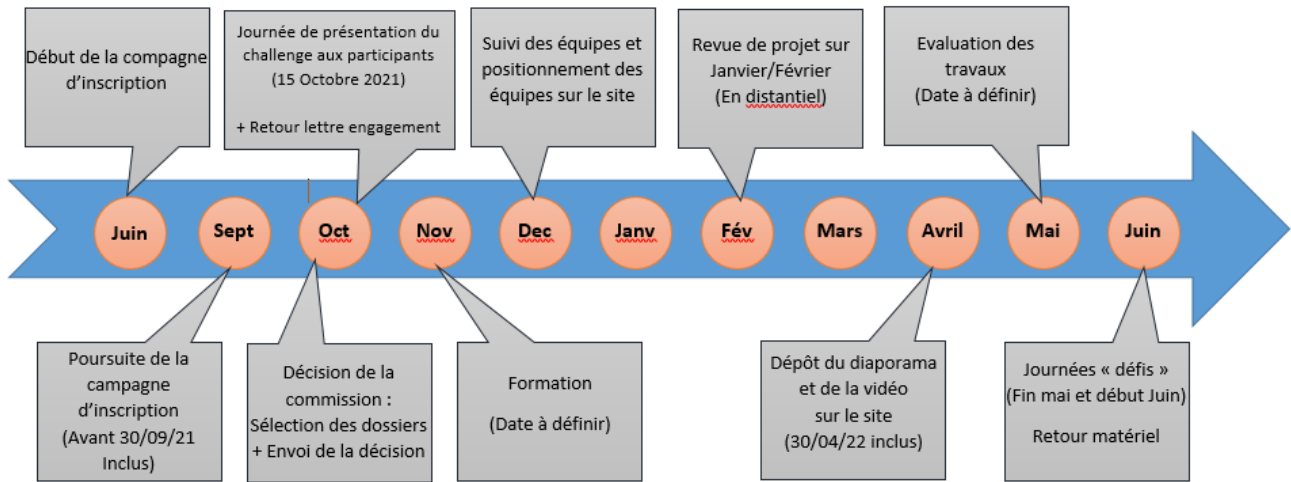 Début de la compagne
d'inscription
Journée de présentation du
challenge aux participants
(15 Octobre 2021)
+ Retour lettre engagement
Suivi des équipes et
positionnement des
équipes sur le site
Revue de projet sur
Janvier/Février
(En distantiel)
Evaluation des
travaux
(Date à définir)
Juin
Sept
Oct
Nov
Dec
Janv
Fév
Mars
Avril
Mai
Juin
Poursuite de la
campagne
d'inscription
(Avant 30/09/21
Inclus)
Décision de la
commission :
Sélection des dossiers
+ Envoi de la décision
Formation
(Date à définir)
Dépôt du diaporama
et de la vidéo
sur le site
(30/04/22 inclus)
Journées « défis »
(Fin mai et début Juin)
Retour matériel